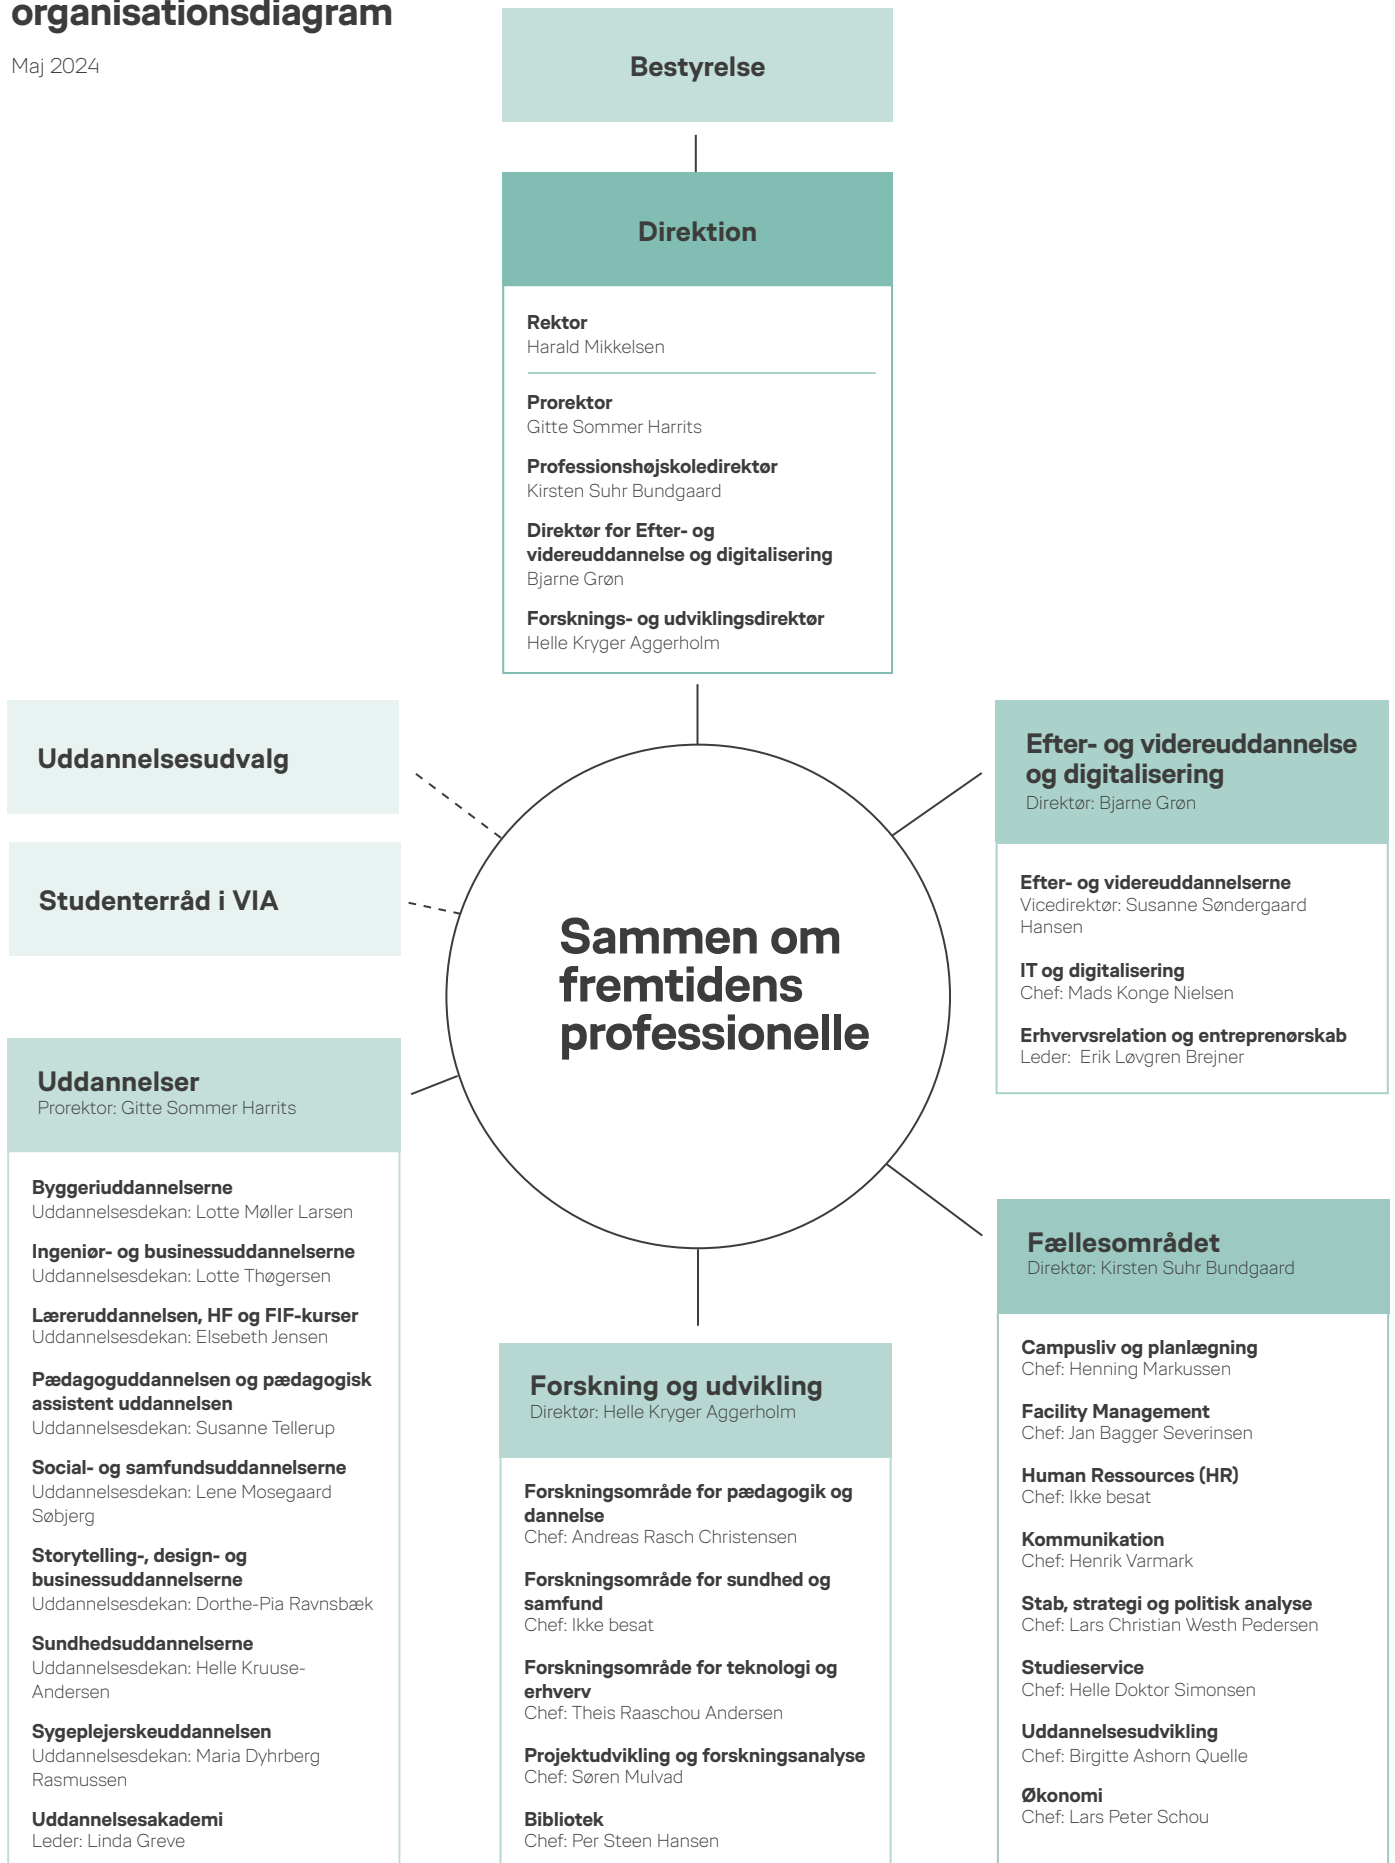 organisationsdiagram
Maj 2024
Bestyrelse
Direktion
Rektor
Harald Mikkelsen
Prorektor
Gitte Sommer Harrits
Professionshøjskoledirektør
Kirsten Suhr Bundgaard
Direktør for Efter- og
videreuddannelse og digitalisering
Bjarne Grøn
Forsknings- og udviklingsdirektør
Helle Kryger Aggerholm
Uddannelsesudvalg
Studenterråd i VIA
Sammen om
fremtidens
professionelle
Efter- og videreuddannelse
og digitalisering
Direktør: Bjarne Grøn
Efter- og videreuddannelserne
Vicedirektør: Susanne Søndergaard
Hansen
IT og digitalisering
Chef: Mads Konge Nielsen
Erhvervsrelation og entreprenørskab
Leder:  Erik Løvgren Brejner
Uddannelser
Prorektor: Gitte Sommer Harrits
Byggeriuddannelserne
Uddannelsesdekan: Lotte Møller Larsen
Ingeniør- og businessuddannelserne
Uddannelsesdekan: Lotte Thøgersen
Læreruddannelsen, HF og FIF-kurser
Uddannelsesdekan: Elsebeth Jensen
Pædagoguddannelsen og pædagogisk
assistent uddannelsen
Uddannelsesdekan: Susanne Tellerup
Social- og samfundsuddannelserne
Uddannelsesdekan: Lene Mosegaard
Søbjerg
Storytelling-, design- og
businessuddannelserne
Uddannelsesdekan: Dorthe-Pia Ravnsbæk
Sundhedsuddannelserne
Uddannelsesdekan: Helle Kruuse-
Andersen
Sygeplejerskeuddannelsen
Uddannelsesdekan: Maria Dyhrberg
Rasmussen
Uddannelsesakademi
Leder: Linda Greve
Forskning og udvikling
Direktør: Helle Kryger Aggerholm
Forskningsområde for pædagogik og
dannelse
Chef: Andreas Rasch Christensen
Forskningsområde for sundhed og
samfund
Chef: Ikke besat
Forskningsområde for teknologi og
erhverv
Chef: Theis Raaschou Andersen
Projektudvikling og forskningsanalyse
Chef: Søren Mulvad
Bibliotek
Chef: Per Steen Hansen
Fællesområdet
Direktør: Kirsten Suhr Bundgaard
Campusliv og planlægning
Chef: Henning Markussen
Facility Management
Chef: Jan Bagger Severinsen
Human Ressources (HR)
Chef: Ikke besat
Kommunikation
Chef: Henrik Varmark
Stab, strategi og politisk analyse
Chef: Lars Christian Westh Pedersen
Studieservice
Chef: Helle Doktor Simonsen
Uddannelsesudvikling
Chef: Birgitte Ashorn Quelle
Økonomi
Chef: Lars Peter Schou